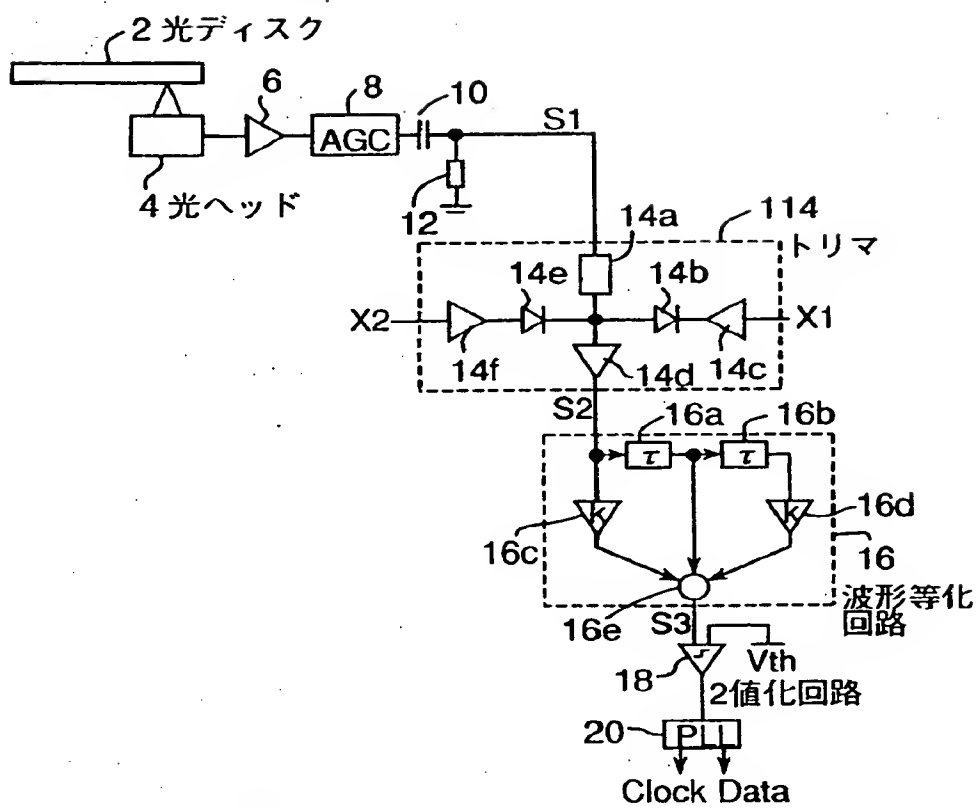 2 光ディスク
6
8
10
AGC
S1
4 光ヘッド
12
14a
114
トリマ
14e
14b
X2
X1
14f
14d
14c
S2
16a
16b
τ
τ
K
K
16c
16d
16
16e
波形等化
回路
S3
18
Vth
2値化回路
20
PLL
Clock Data